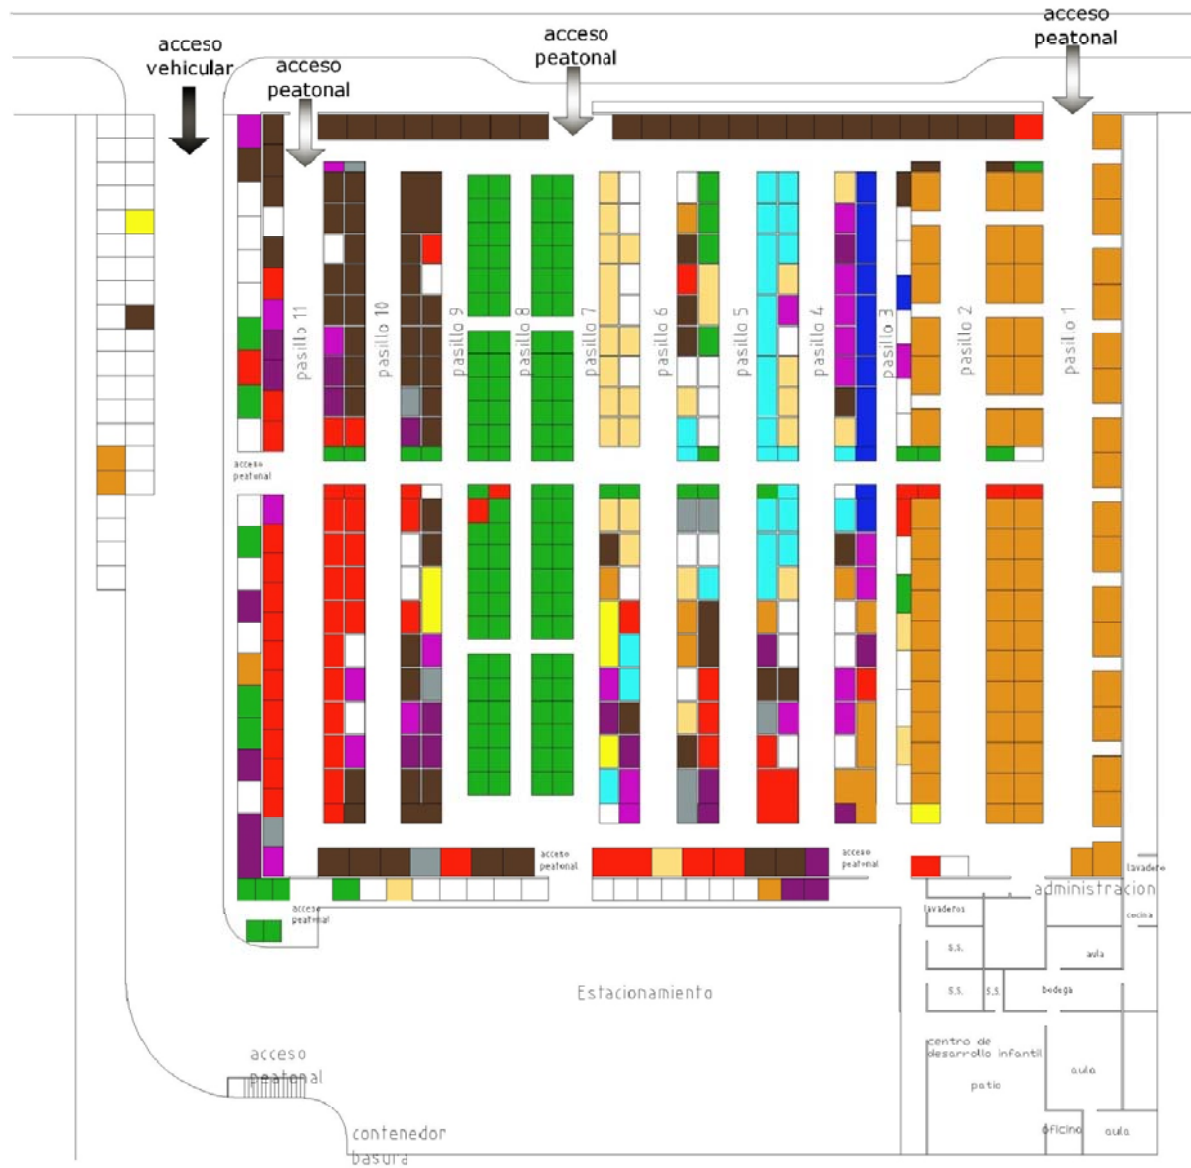 acceso
peatonal
acceso
peatonal
acceso
vehicular
acceso
peatonal
pasillo 11
pasillo 10
pasillo 9
pasillo 8
pasillo 7
pasillo 6
pasillo 5
pasillo 4
pasillo 3
pasillo 2
pasillo 1
acceso
peatonal
acceso
peatonal
acceso
peatonal
lavadero
administracion
acceso
peatonal
lavaderos
cocina
s.s.
aula
s.s.
s.s.
bodega
Estacionamiento
centro de
desarrollo infantil
acceso
peatonal
aula
patio
contenedor
basura
oficina
aula